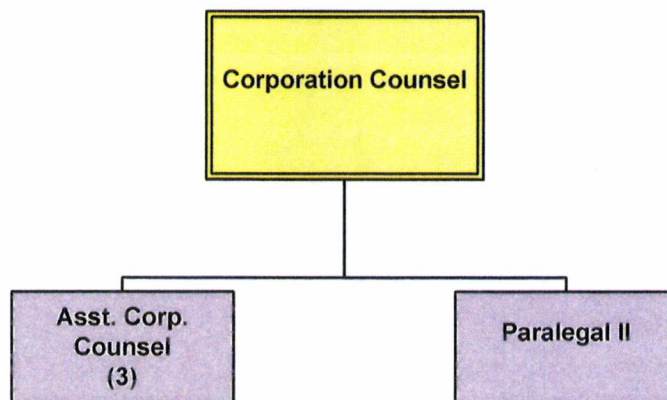 Corporation Counsel
Asst. Corp.
Counsel
(3)
Paralegal II